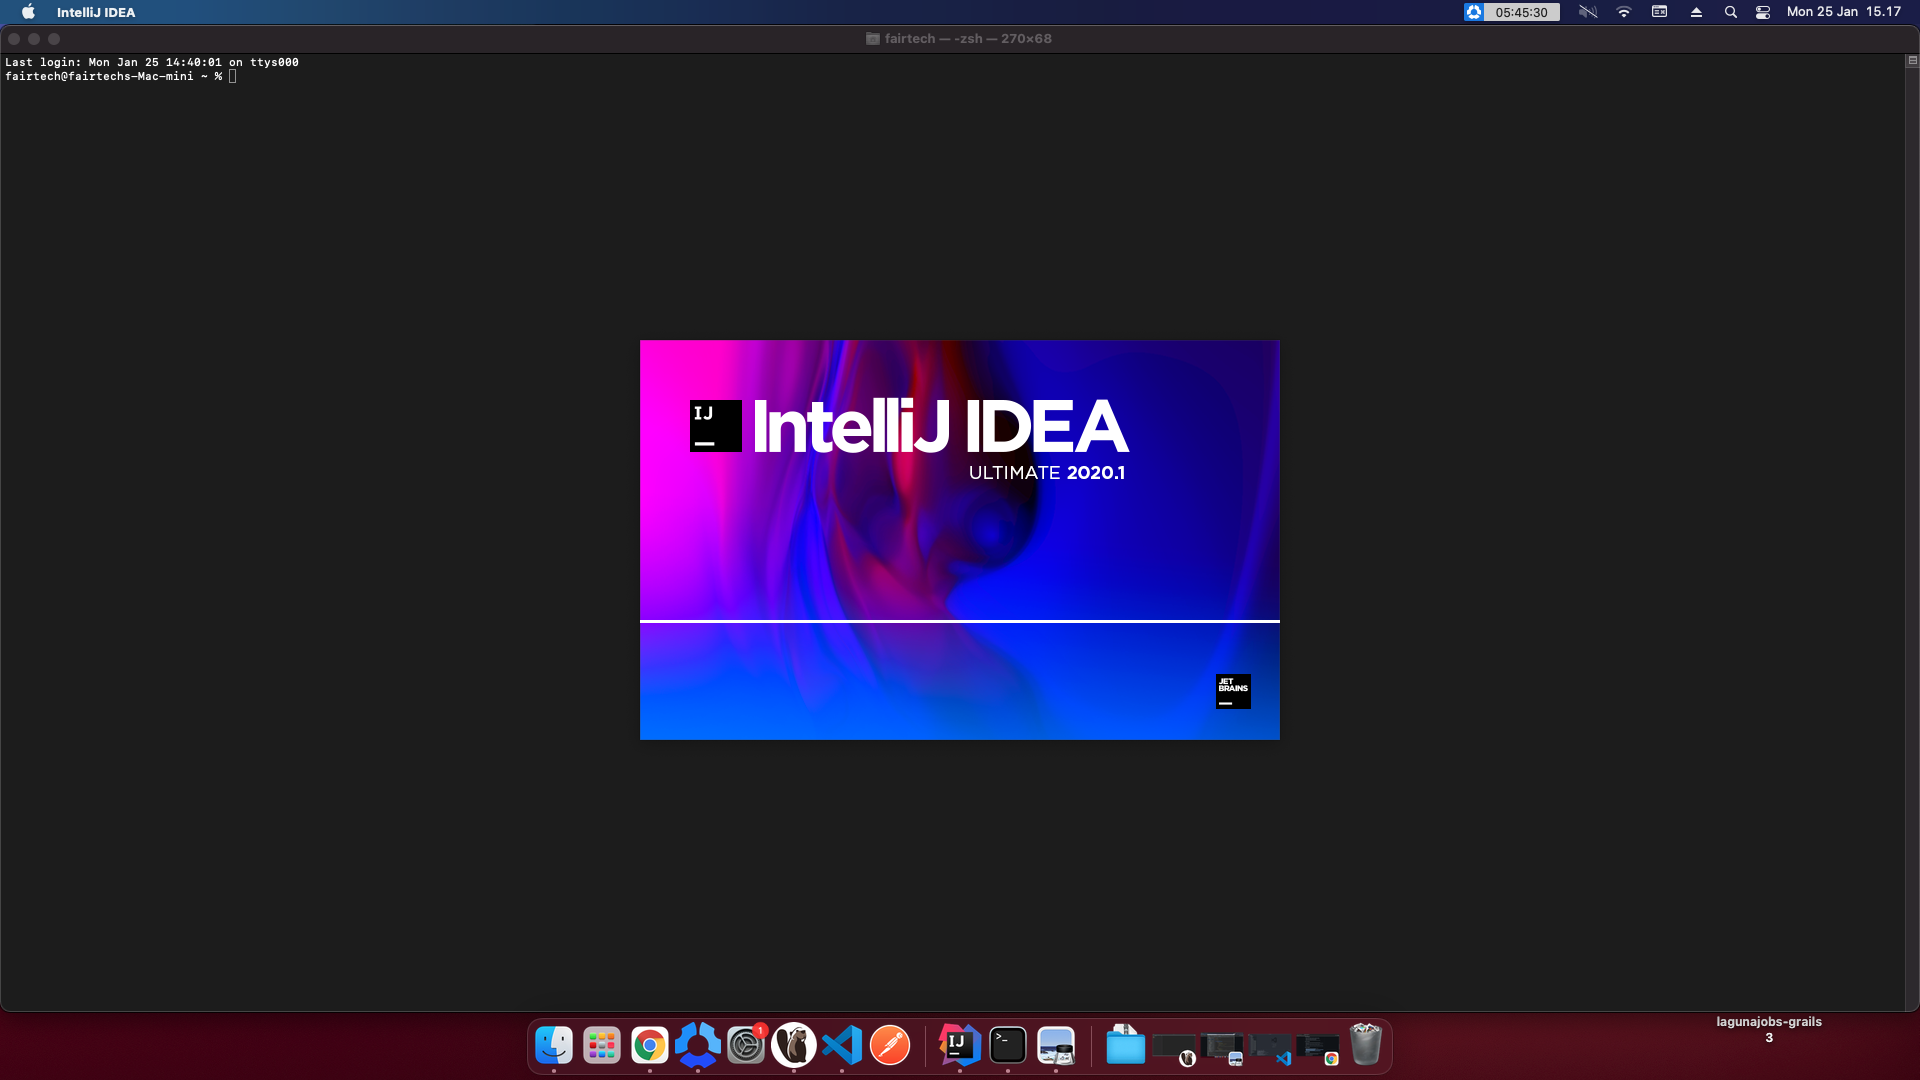 IntelliJ IDEA
05:45:30
Mon 25 Jan 15.17
fairtech — -zsh — 270×68
Last login: Mon Jan 25 14:40:01 on ttys000
fairtech@fairtechs-Mac-mini ~ %
IJ
IntelliJ IDEA
ULTIMATE 2020.1
JET
BRAINS
1
IJ
>_
lagunajobs-grails
3